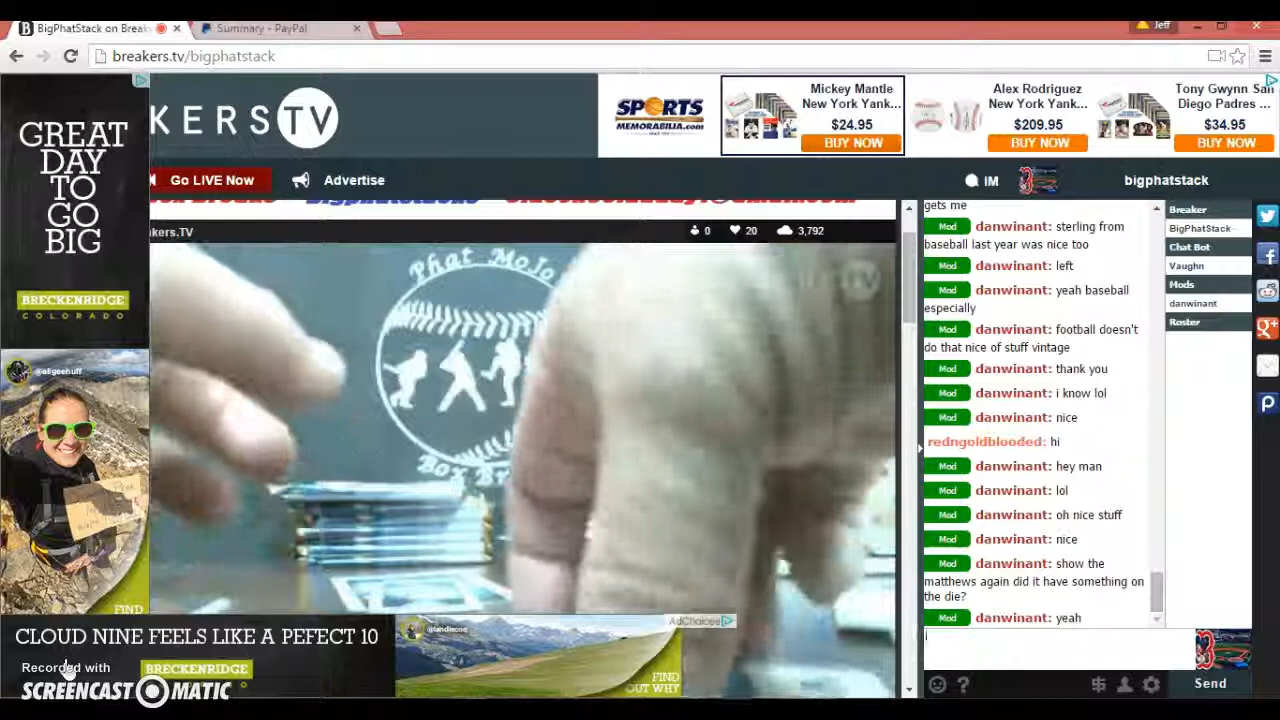 BigPhatStack on Break
Summary - PayPal
Jeff
breakers.tv/bigphatstack
GREAT
DAY
TO
GO
BIG
BRECKENRIDGE
COLORADO
KERS TV
SPORTS
MEMORABILIA.com
Mickey Mantle
New York Yank...
$24.95
BUY NOW
Alex Rodriguez
New York Yank...
$209.95
BUY NOW
Tony Gwynn San
Diego Padres ...
$34.95
BUY NOW
Go LIVE Now
Advertise
IM
bigphatstack
kers.TV
0
20
3,792
Phat MoJo
gets me
Mod danwinant: sterling from
baseball last year was nice too
Mod danwinant: left
Mod danwinant: yeah baseball
especially
Mod danwinant: football doesn't
do that nice of stuff vintage
Mod danwinant: thank you
Mod danwinant: i know lol
Mod danwinant: nice
redngoldblooded: hi
Mod danwinant: hey man
Mod danwinant: lol
Mod danwinant: oh nice stuff
Mod danwinant: nice
Mod danwinant: show the
matthews again did it have something on
the die?
Mod danwinant: yeah
Send
Breaker
BigPhatStack
Chat Bot
Vaughn
Mods
danwinant
Roster
@allgeehuff
FIND
CLOUD NINE FEELS LIKE A PEFECT 10
BRECKENRIDGE
AdChoices
FIND
OUT WHY
Recorded with
SCREENCAST MATIC